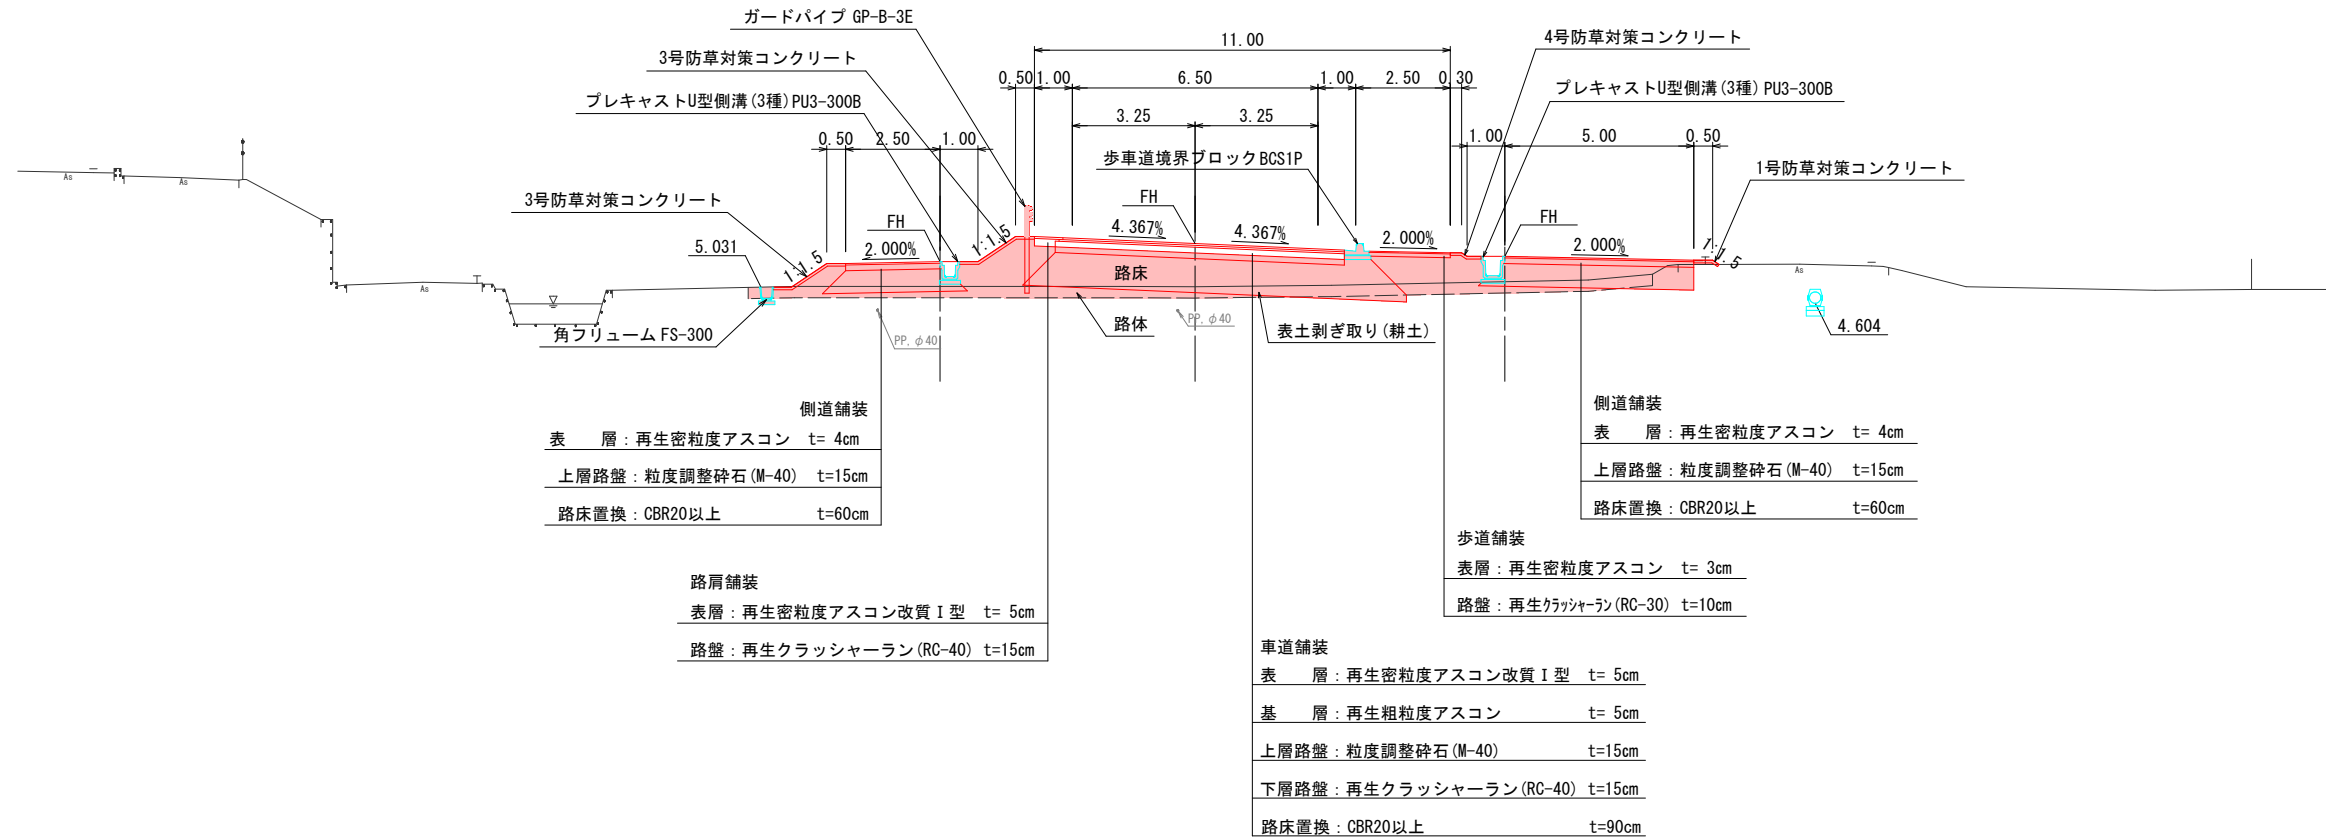 ガードパイプ GP-B-3E
3号防草対策コンクリート
プレキャストU型側溝(3種)PU3-300B
11.00
4号防草対策コンクリート
プレキャストU型側溝(3種)PU3-300B
0.50
1.00
6.50
1.00
2.50
0.30
3.25
3.25
0.50
2.50
1.00
1.00
5.00
0.50
歩車道境界ブロックBCS1P
1号防草対策コンクリート
3号防草対策コンクリート
FH
FH
FH
As
As
As
As
5.031
1:1.5
2.000%
1:1.5
4.367%
4.367%
2.000%
2.000%
1:1.5
路床
路体
表土剥ぎ取り(耕土)
角フリューム FS-300
PP.φ40
PP.φ40
4.604
側道舗装
表　　層：再生密粒度アスコン　t= 4cm
上層路盤：粒度調整砕石(M-40)　t=15cm
路床置換：CBR20以上　t=60cm
側道舗装
表　　層：再生密粒度アスコン　t= 4cm
上層路盤：粒度調整砕石(M-40)　t=15cm
路床置換：CBR20以上　t=60cm
歩道舗装
表層：再生密粒度アスコン　t= 3cm
路盤：再生クラッシャーラン(RC-30) t=10cm
路肩舗装
表層：再生密粒度アスコン改質Ⅰ型　t= 5cm
路盤：再生クラッシャーラン(RC-40) t=15cm
車道舗装
表　　層：再生密粒度アスコン改質Ⅰ型　t= 5cm
基　　層：再生粗粒度アスコン　t= 5cm
上層路盤：粒度調整砕石(M-40)　t=15cm
下層路盤：再生クラッシャーラン(RC-40) t=15cm
路床置換：CBR20以上　t=90cm